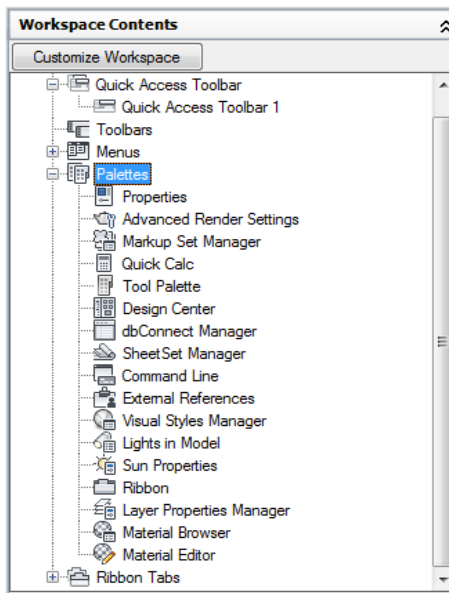 Workspace Contents
Customize Workspace
Quick Access Toolbar
Quick Access Toolbar 1
Toolbars
Menus
Palettes
Properties
Advanced Render Settings
Markup Set Manager
Quick Calc
Tool Palette
Design Center
dbConnect Manager
SheetSet Manager
Command Line
External References
Visual Styles Manager
Lights in Model
Sun Properties
Ribbon
Layer Properties Manager
Material Browser
Material Editor
Ribbon Tabs